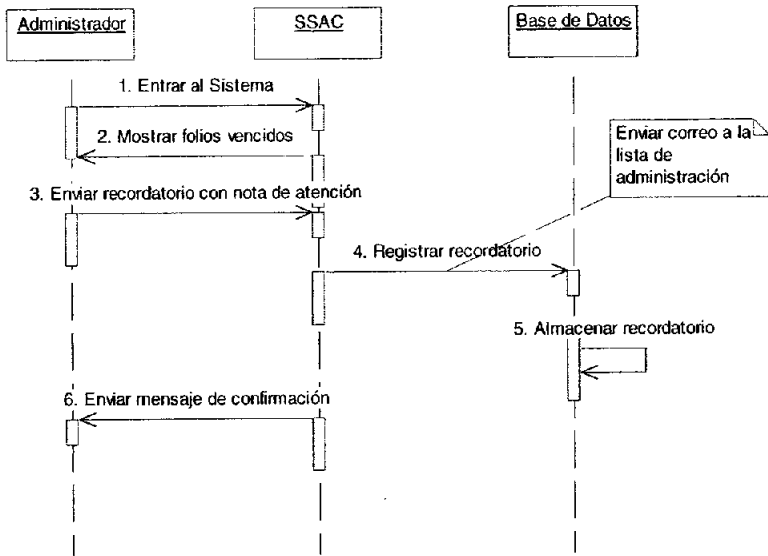 Administrador
SSAC
Base de Datos
1. Entrar al Sistema
2. Mostrar folios vencidos
Enviar correo a la
lista de
administración
3. Enviar recordatorio con nota de atención
4. Registrar recordatorio
5. Almacenar recordatorio
6. Enviar mensaje de confirmación